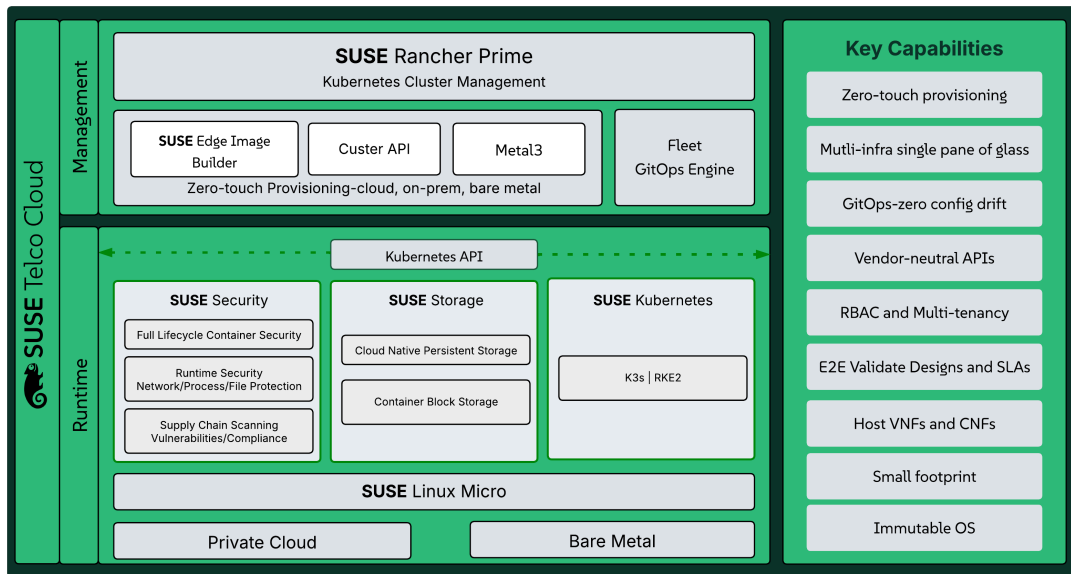 SUSE Telco Cloud
Management
SUSE Rancher Prime
Kubernetes Cluster Management
SUSE Edge Image
Builder
Custer API
Metal3
Zero-touch Provisioning-cloud, on-prem, bare metal
Fleet
GitOps Engine
Runtime
Kubernetes API
SUSE Security
Full Lifecycle Container Security
Runtime Security
Network/Process/File Protection
Supply Chain Scanning
Vulnerabilities/Compliance
SUSE Storage
Cloud Native Persistent Storage
Container Block Storage
SUSE Kubernetes
K3s | RKE2
SUSE Linux Micro
Private Cloud
Bare Metal
Key Capabilities
Zero-touch provisioning
Mutli-infra single pane of glass
GitOps-zero config drift
Vendor-neutral APIs
RBAC and Multi-tenancy
E2E Validate Designs and SLAs
Host VNFs and CNFs
Small footprint
Immutable OS